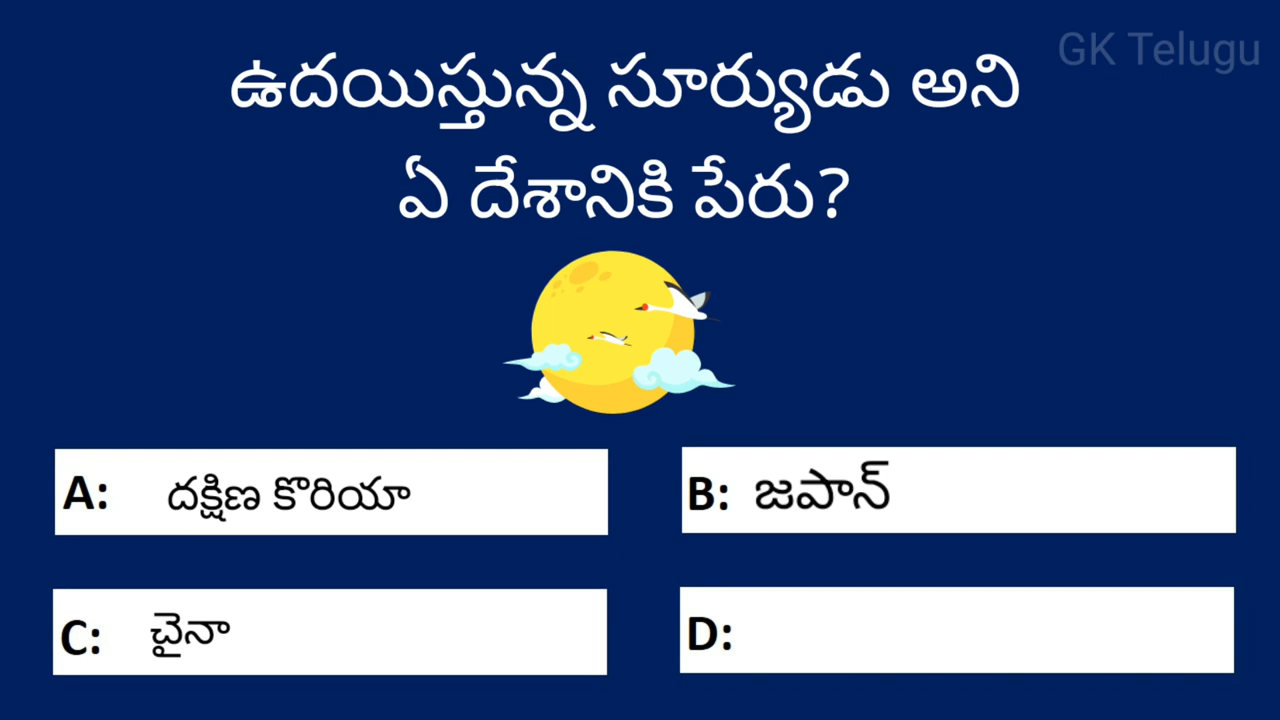 GK Telugu
ఉదయిస్తున్న సూర్యుడు అని
ఏ దేశానికి పేరు?
A: దక్షిణ కొరియా
B: జపాన్
C: చైనా
D: